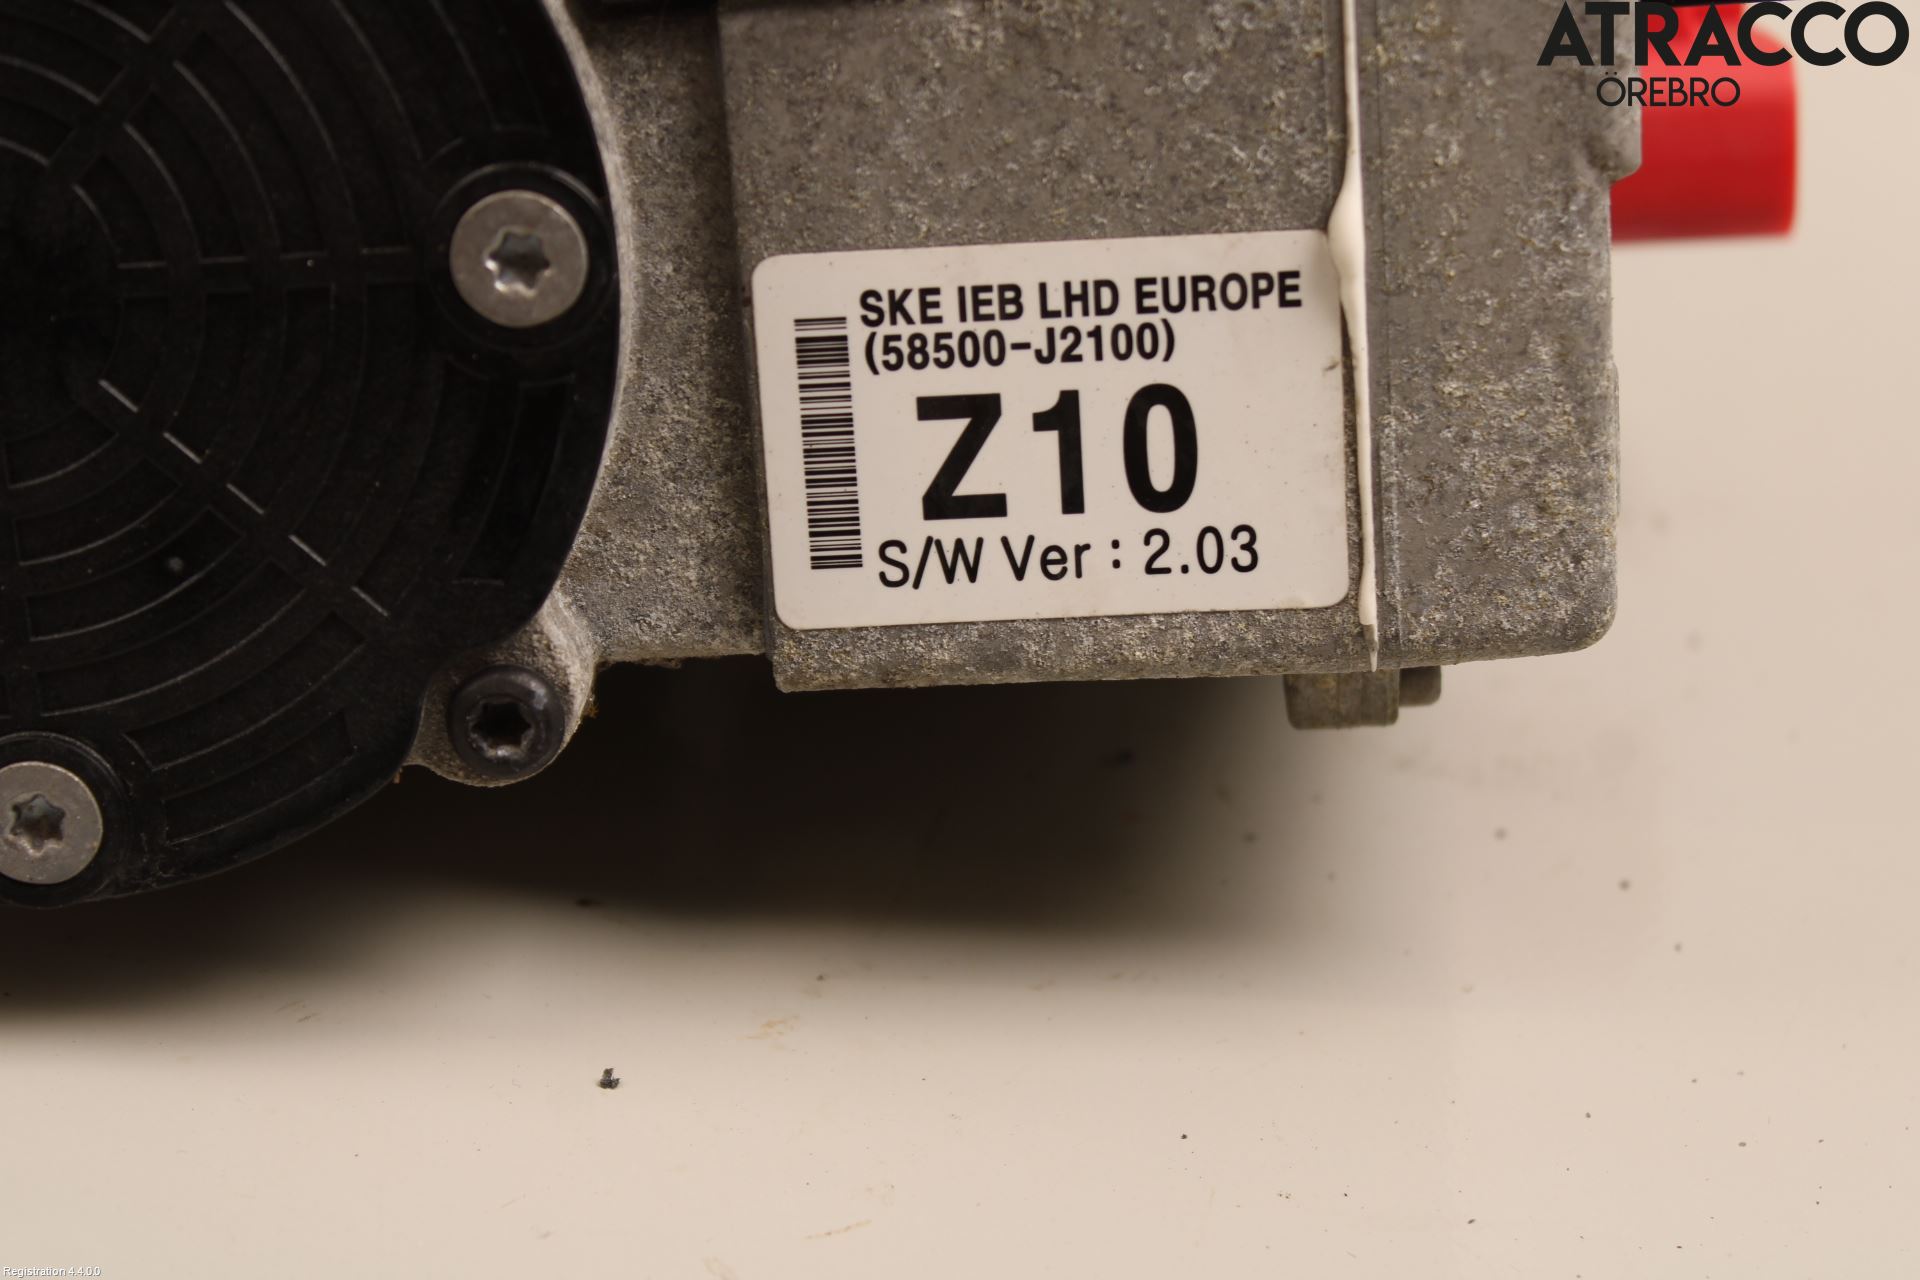 ATRACCO
ÖREBRO
SKE IEB LHD EUROPE
(58500-J2100)
Z10
S/W Ver : 2.03
Registration 4.4.0.0